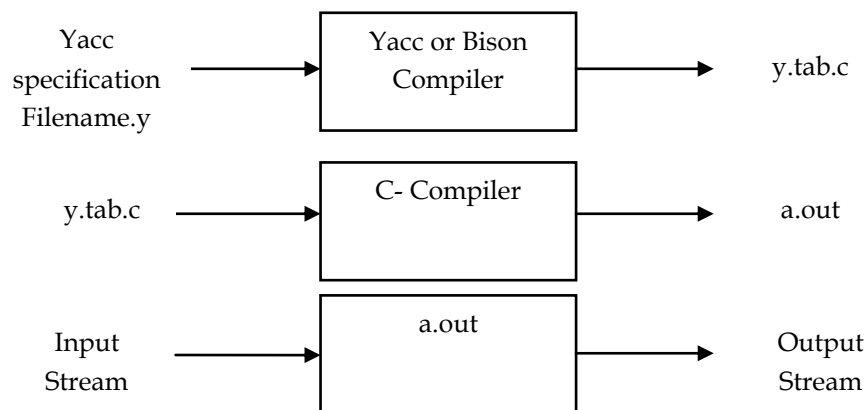 Yacc
specification
Filename.y
Yacc or Bison
Compiler
y.tab.c
y.tab.c
C- Compiler
a.out
Input
Stream
a.out
Output
Stream